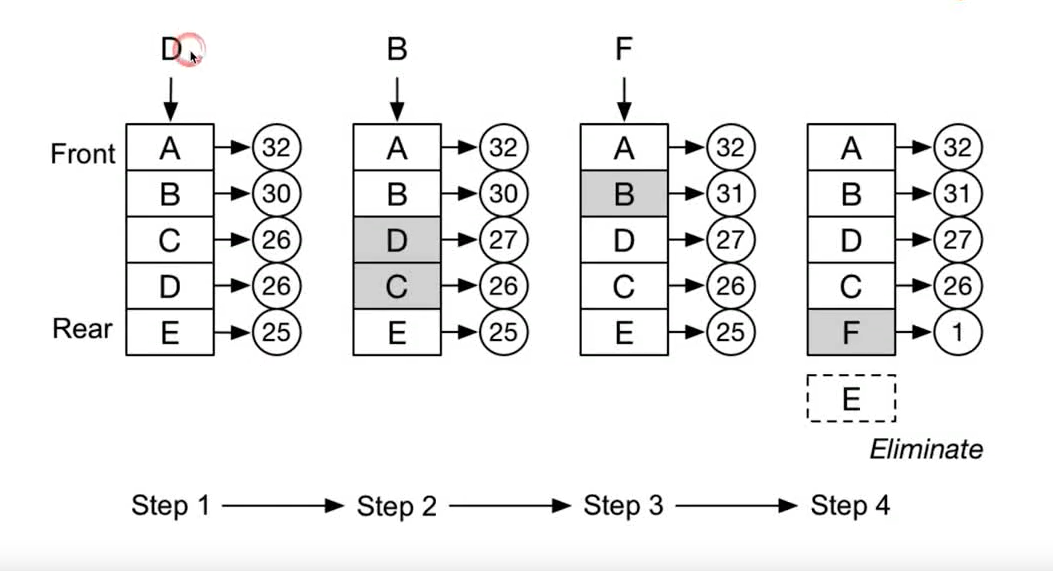 D B F
Front A 32 A 32 A 32 A 32
B 30 B 30 B 31 B 31
C 26 D 27 D 27 D 27
D 26 C 26 C 26 C 26
Rear E 25 E 25 E 25 F 1
E
Eliminate
Step 1 Step 2 Step 3 Step 4